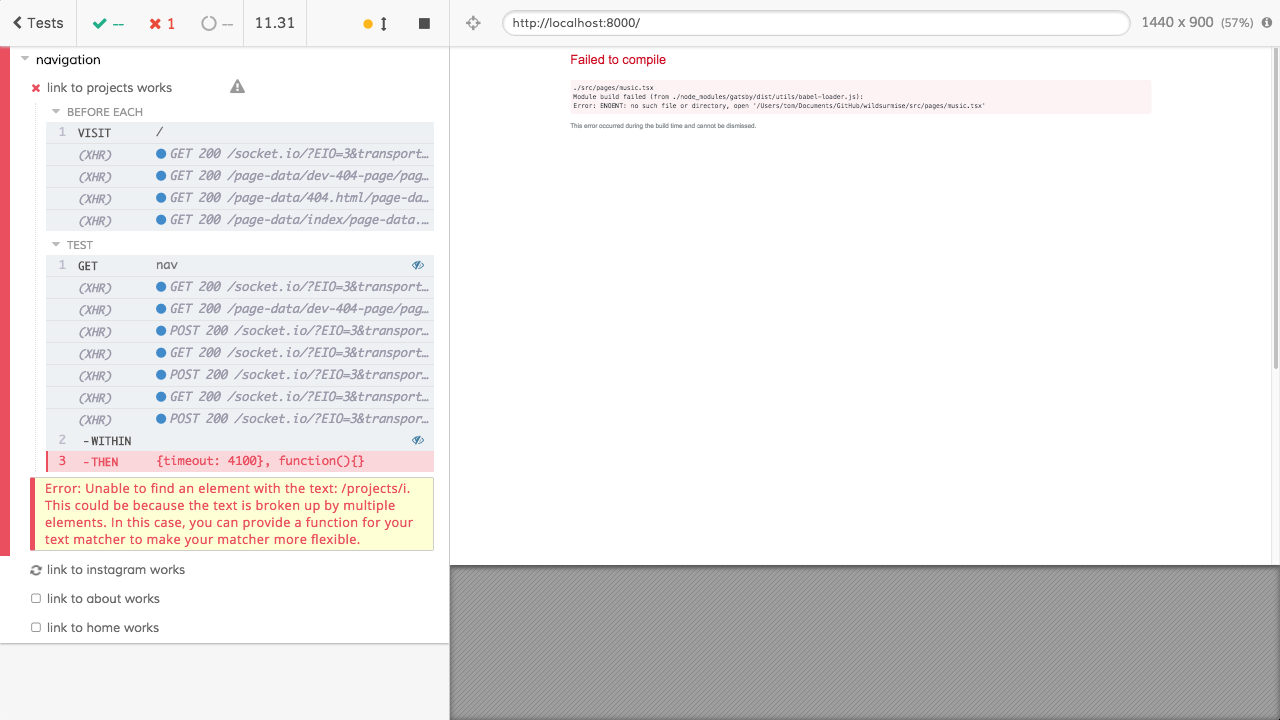 Tests
--
1
--
11.31
http://localhost:8000/
1440 x 900 (57%)
navigation
link to projects works
BEFORE EACH
1 VISIT /
(XHR) GET 200 /socket.io/?EIO=3&transport…
(XHR) GET 200 /page-data/dev-404-page/pag…
(XHR) GET 200 /page-data/404.html/page-da…
(XHR) GET 200 /page-data/index/page-data.…
TEST
1 GET nav
(XHR) GET 200 /socket.io/?EIO=3&transport…
(XHR) GET 200 /page-data/dev-404-page/pag…
(XHR) POST 200 /socket.io/?EIO=3&transpor…
(XHR) GET 200 /socket.io/?EIO=3&transport…
(XHR) POST 200 /socket.io/?EIO=3&transpor…
(XHR) GET 200 /socket.io/?EIO=3&transport…
(XHR) POST 200 /socket.io/?EIO=3&transpor…
2 -WITHIN
3 -THEN {timeout: 4100}, function(){}
Error: Unable to find an element with the text: /projects/i.
This could be because the text is broken up by multiple
elements. In this case, you can provide a function for your
text matcher to make your matcher more flexible.
link to instagram works
link to about works
link to home works
Failed to compile
./src/pages/music.tsx
Module build failed (from ./node_modules/gatsby/dist/utils/babel-loader.js):
Error: ENOENT: no such file or directory, open '/Users/tom/Documents/GitHub/wildsurmise/src/pages/music.tsx'
This error occurred during the build time and cannot be dismissed.